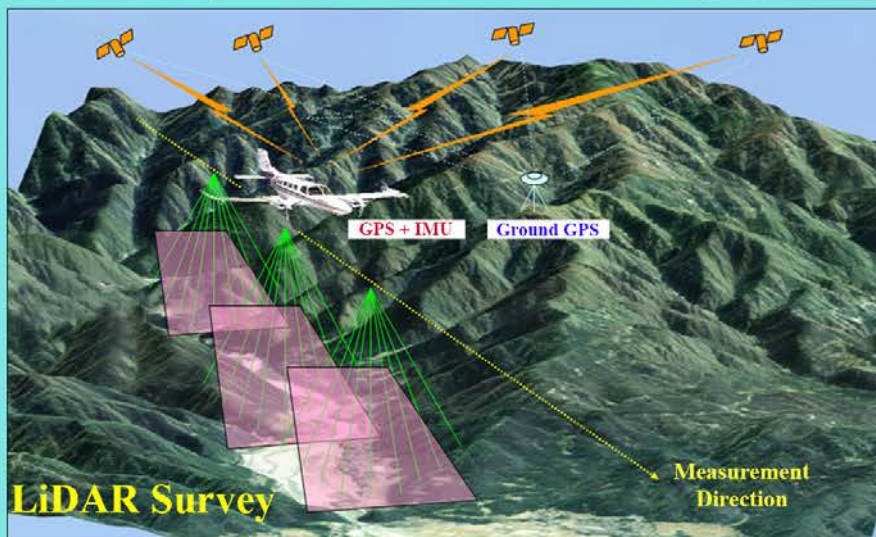 GPS + IMU
Ground GPS
Measurement
Direction
LiDAR Survey